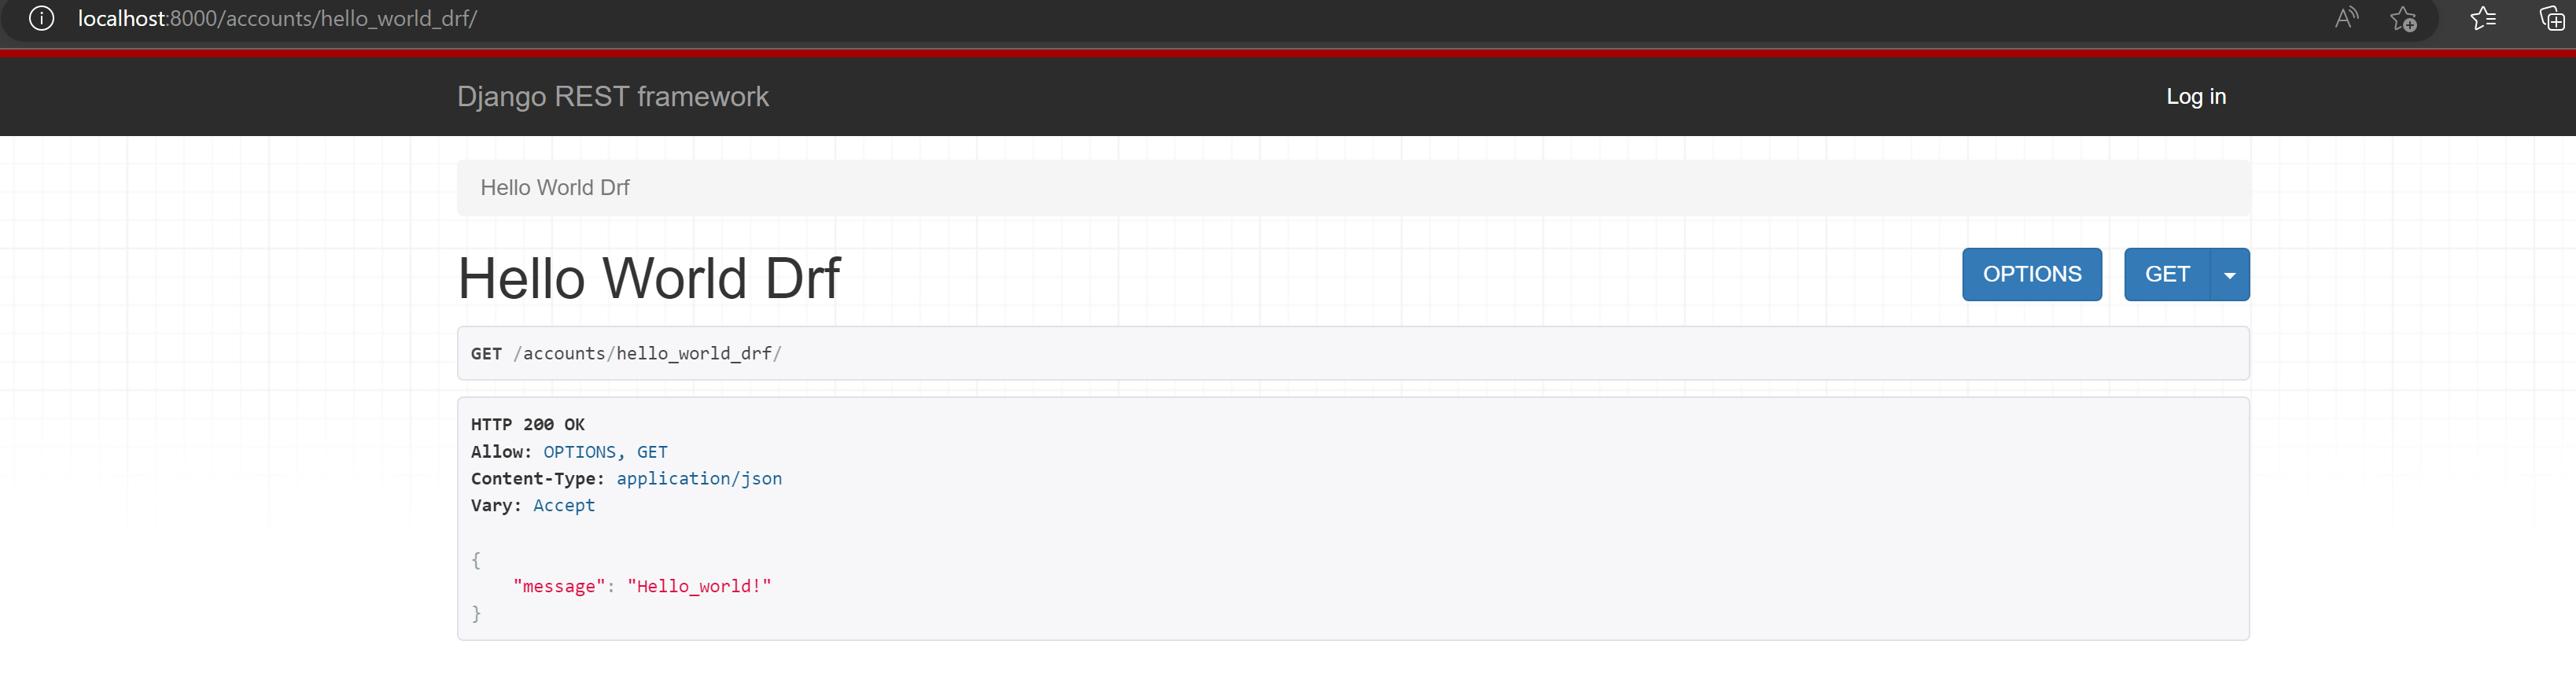 localhost:8000/accounts/hello_world_drf/
Django REST framework
Log in
Hello World Drf
Hello World Drf
OPTIONS
GET
GET /accounts/hello_world_drf/
HTTP 200 OK
Allow: OPTIONS, GET
Content-Type: application/json
Vary: Accept
{
    "message": "Hello_world!"
}